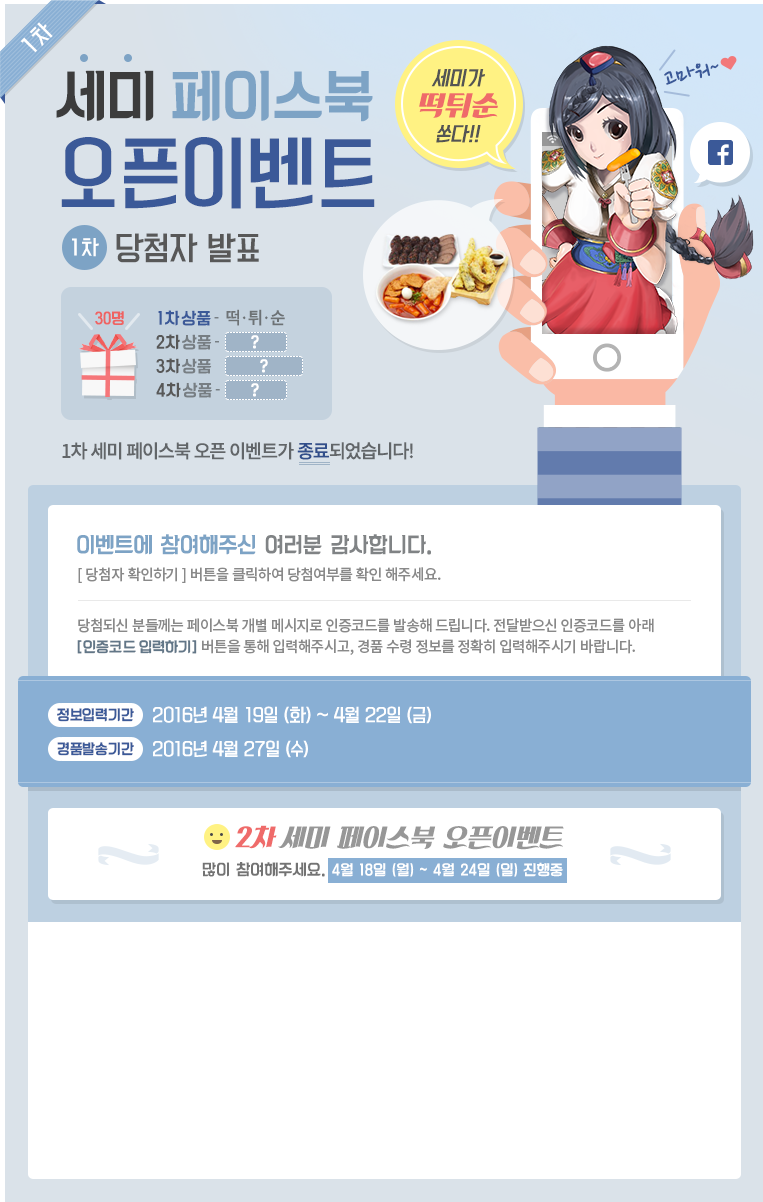 1차
세미 페이스북
오픈이벤트
1차 당첨자 발표
세미가
떡튀순
쏜다!!
고마워~
30명
1차상품 - 떡·튀·순
2차상품 - ?
3차상품 - ?
4차상품 - ?
1차 세미 페이스북 오픈 이벤트가 종료되었습니다!
이벤트에 참여해주신 여러분 감사합니다.
[ 당첨자 확인하기 ] 버튼을 클릭하여 당첨여부를 확인 해주세요.
당첨되신 분들께는 페이스북 개별 메시지로 인증코드를 발송해 드립니다. 전달받으신 인증코드를 아래
[인증코드 입력하기] 버튼을 통해 입력해주시고, 경품 수령 정보를 정확히 입력해주시기 바랍니다.
정보입력기간 2016년 4월 19일 (화) ~ 4월 22일 (금)
경품발송기간 2016년 4월 27일 (수)
2차 세미 페이스북 오픈이벤트
많이 참여해주세요. 4월 18일 (월) ~ 4월 24일 (일) 진행중